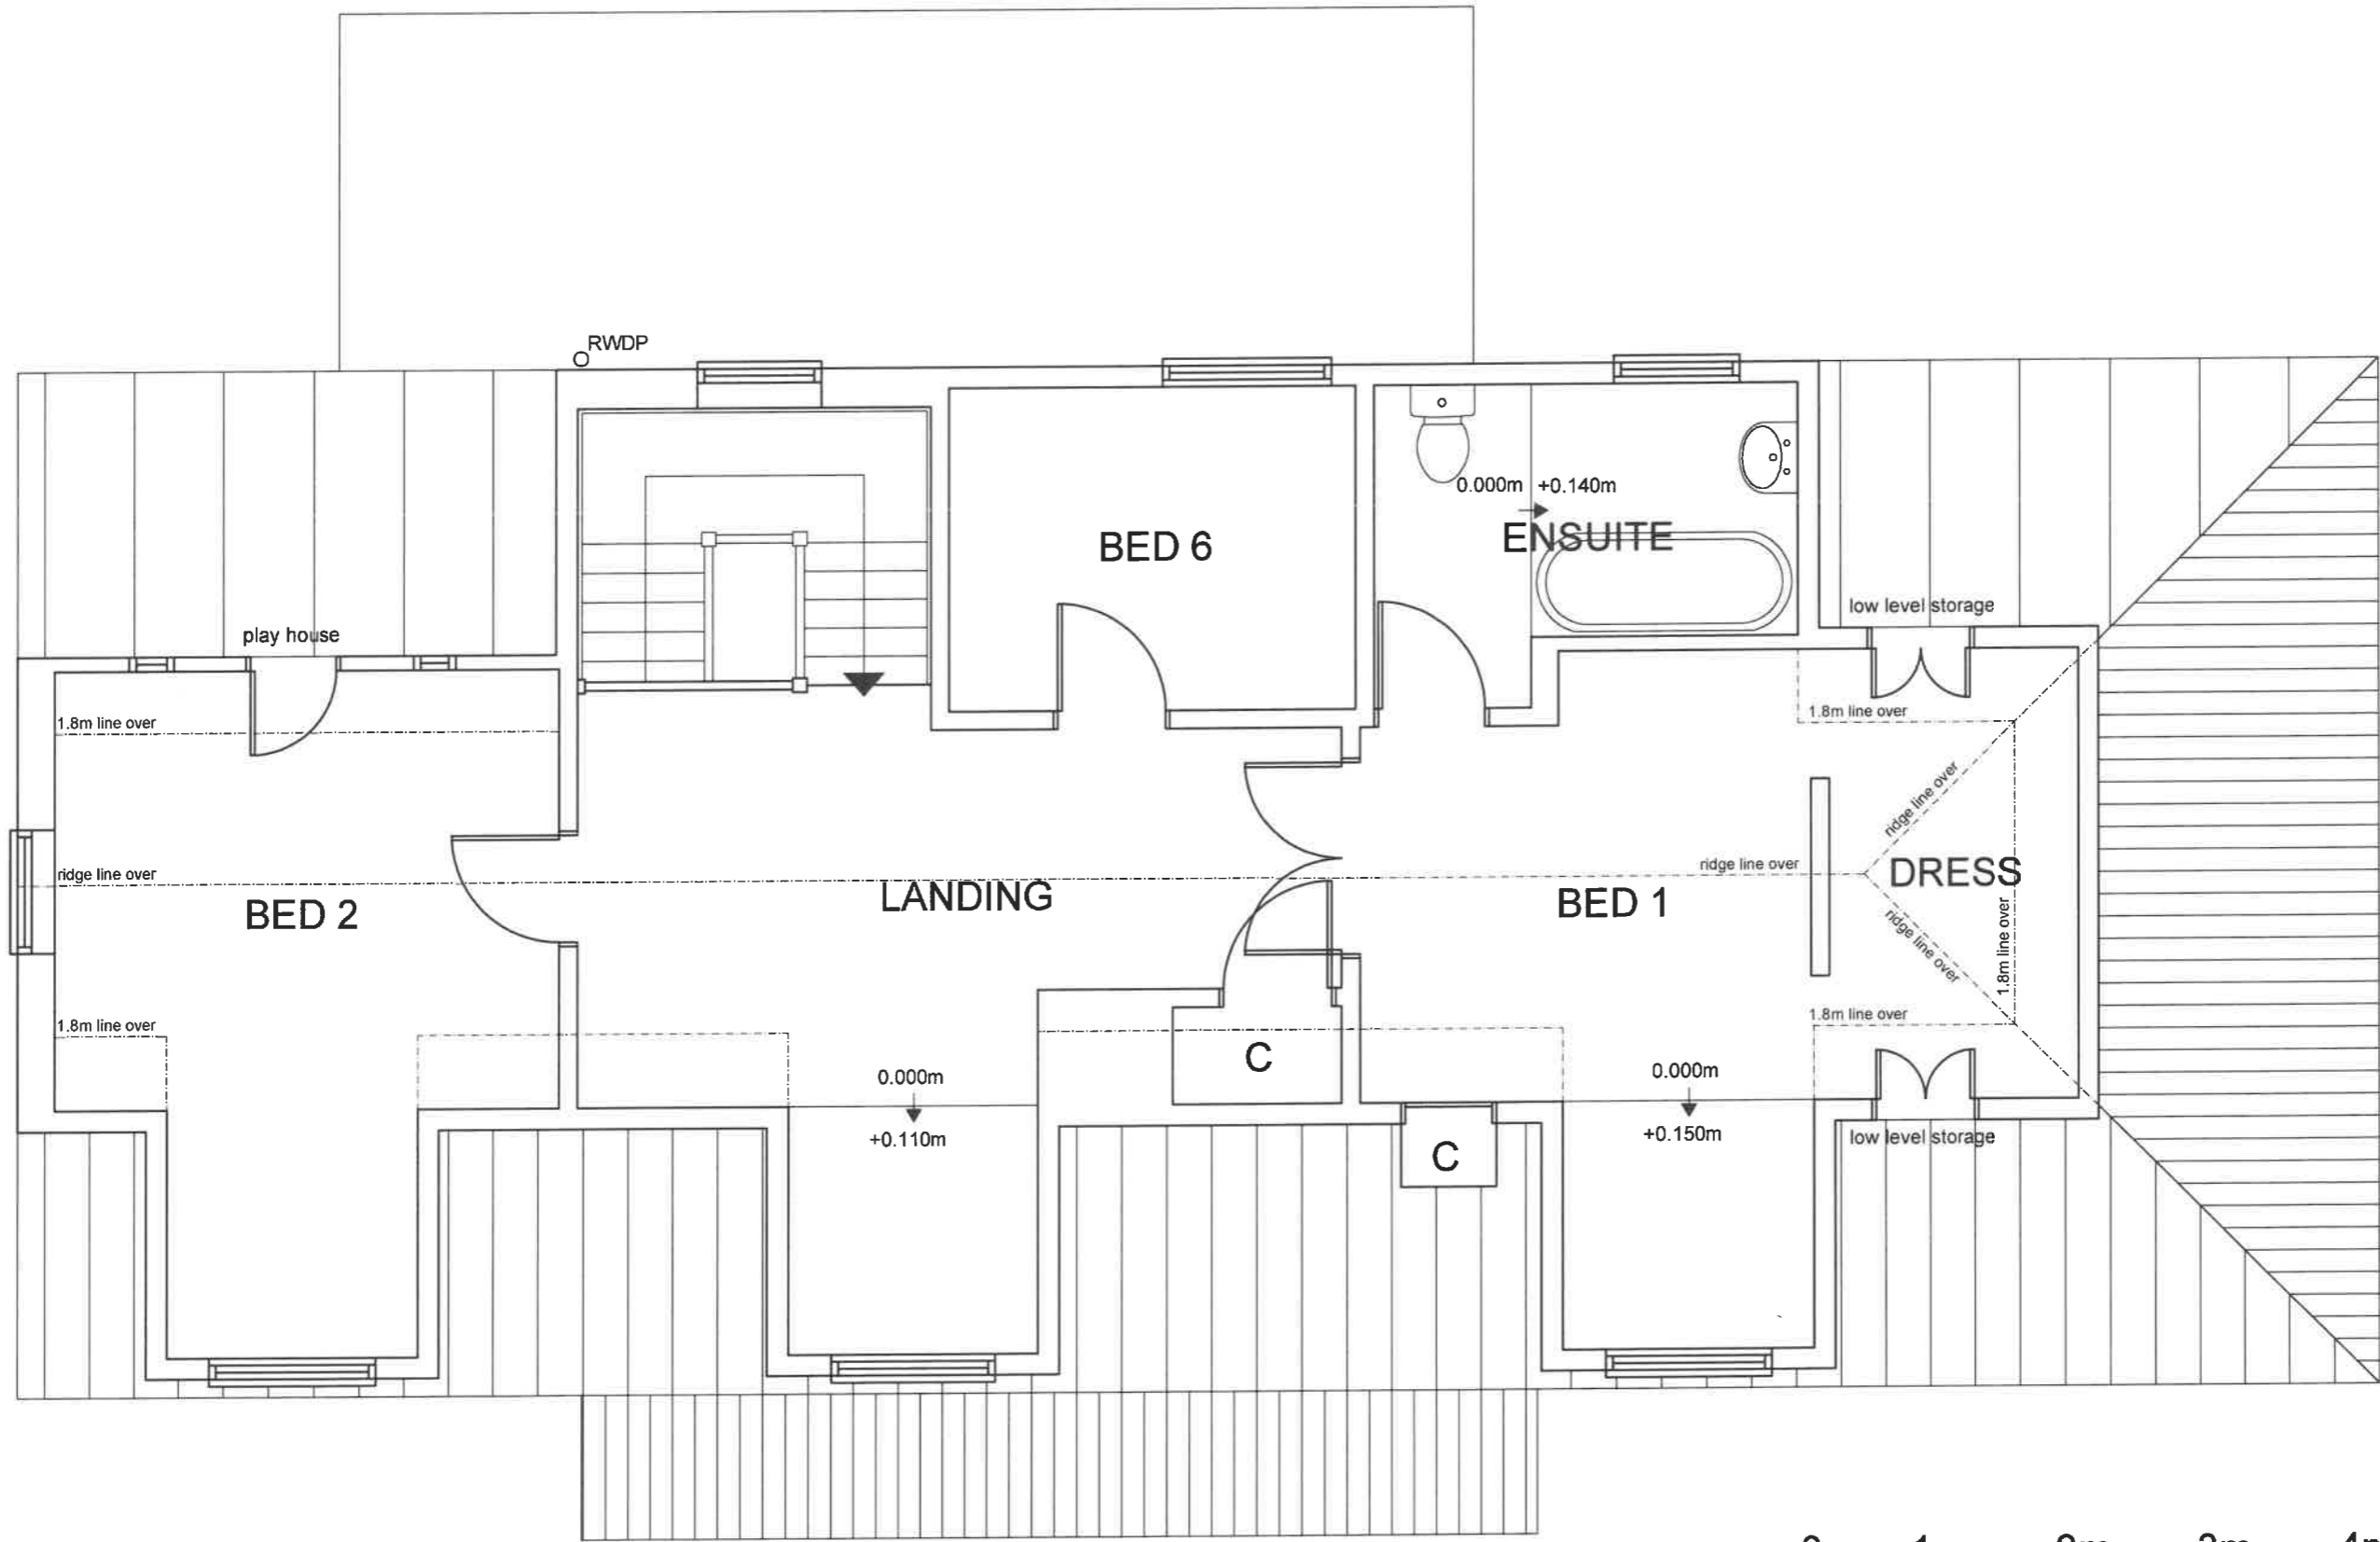 RWDP
0.000m +0.140m
ENSUITE
BED 6
low level storage
play house
1.8m line over
1.8m line over
ridge line over
ridge line over
ridge line over
DRESS
ridge line over
LANDING
BED 1
BED 2
ridge line over
1.8m line over
1.8m line over
1.8m line over
C
0.000m
0.000m
+0.110m
+0.150m
low level storage
C